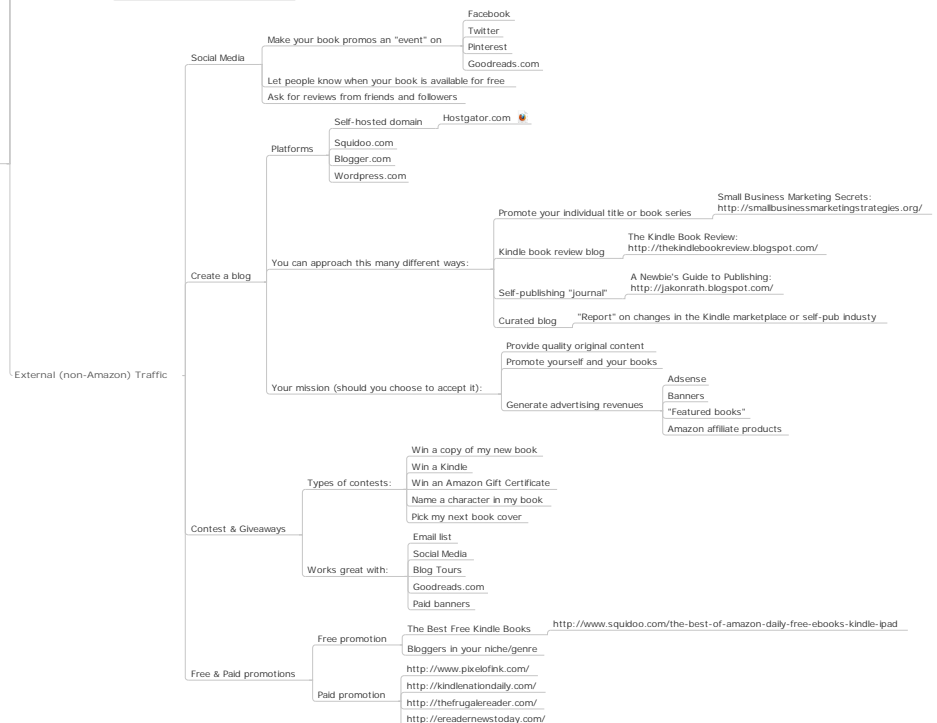 External (non-Amazon) Traffic
Social Media
Make your book promos an "event" on
Facebook
Twitter
Pinterest
Goodreads.com
Let people know when your book is available for free
Ask for reviews from friends and followers
Create a blog
Platforms
Self-hosted domain
Hostgator.com
Squidoo.com
Blogger.com
Wordpress.com
You can approach this many different ways:
Promote your individual title or book series
Small Business Marketing Secrets:
http://smallbusinessmarketingstrategies.org/
Kindle book review blog
The Kindle Book Review:
http://thekindlebookreview.blogspot.com/
Self-publishing "journal"
A Newbie's Guide to Publishing:
http://jakonrath.blogspot.com/
Curated blog
"Report" on changes in the Kindle marketplace or self-pub industy
Your mission (should you choose to accept it):
Provide quality original content
Promote yourself and your books
Generate advertising revenues
Adsense
Banners
"Featured books"
Amazon affiliate products
Contest & Giveaways
Types of contests:
Win a copy of my new book
Win a Kindle
Win an Amazon Gift Certificate
Name a character in my book
Pick my next book cover
Works great with:
Email list
Social Media
Blog Tours
Goodreads.com
Paid banners
Free & Paid promotions
Free promotion
The Best Free Kindle Books
http://www.squidoo.com/the-best-of-amazon-daily-free-ebooks-kindle-ipad
Bloggers in your niche/genre
Paid promotion
http://www.pixelofink.com/
http://kindlenationdaily.com/
http://thefrugalereader.com/
http://ereadernewstoday.com/